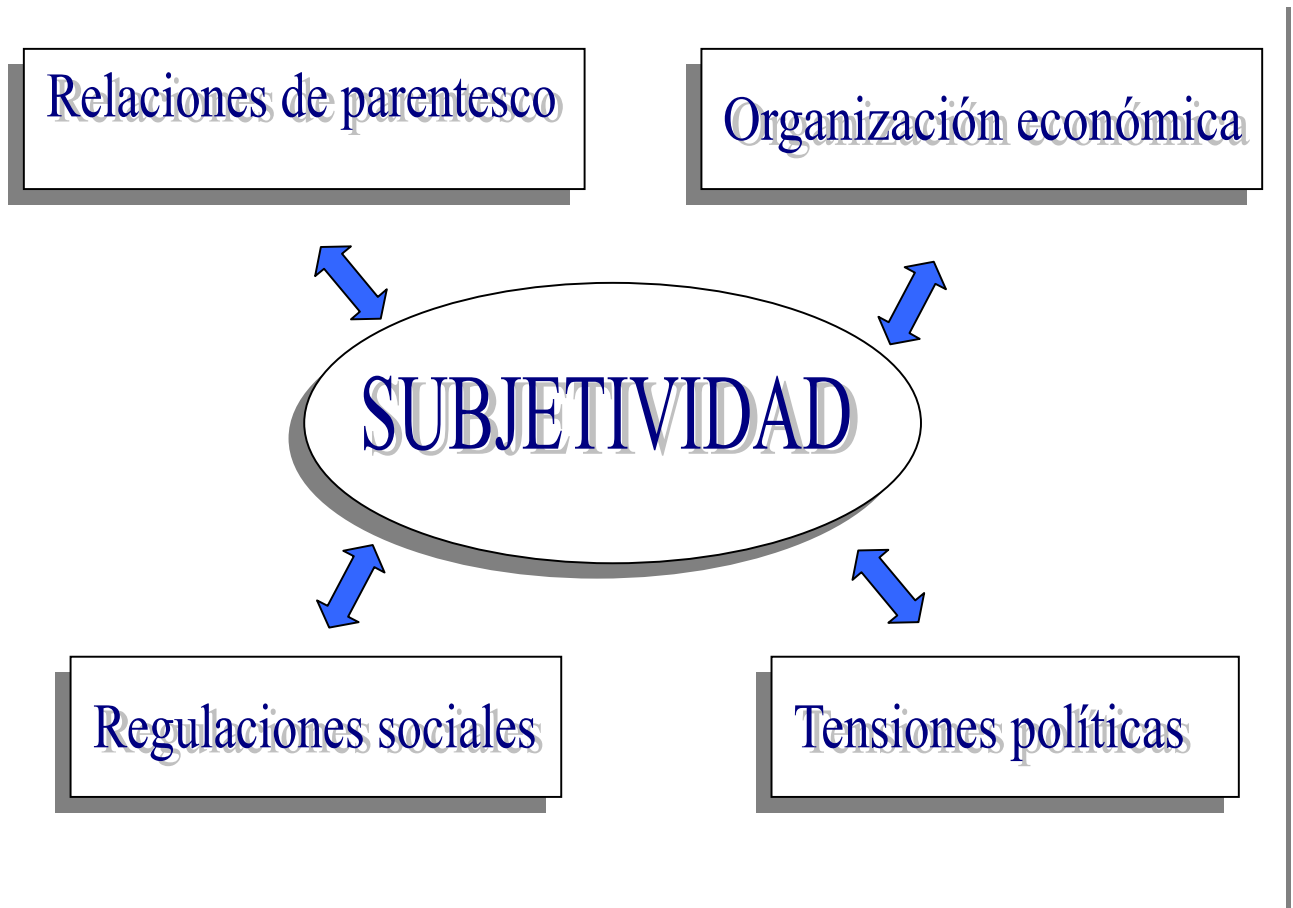 Relaciones de parentesco
Organización económica
SUBJETIVIDAD
Regulaciones sociales
Tensiones políticas